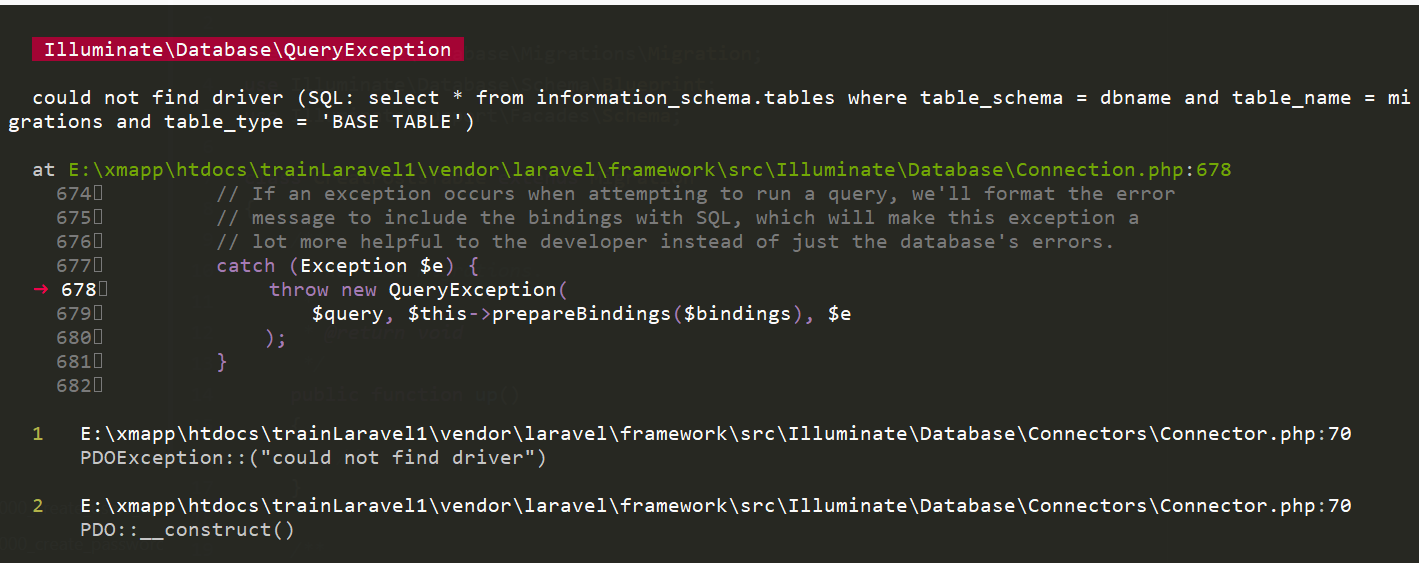 Illuminate\Database\QueryException
could not find driver (SQL: select * from information_schema.tables where table_schema = dbname and table_name = mi
grations and table_type = 'BASE TABLE')
at E:\xmapp\htdocs\trainLaravel1\vendor\laravel\framework\src\Illuminate\Database\Connection.php:678
674▯ // If an exception occurs when attempting to run a query, we'll format the error
675▯ // message to include the bindings with SQL, which will make this exception a
676▯ // lot more helpful to the developer instead of just the database's errors.
677▯ catch (Exception $e) {
→ 678▯ throw new QueryException(
679▯ $query, $this->prepareBindings($bindings), $e
680▯ );
681▯ }
682▯
public function up()
1 E:\xmapp\htdocs\trainLaravel1\vendor\laravel\framework\src\Illuminate\Database\Connectors\Connector.php:70
PDOException::("could not find driver")
2 E:\xmapp\htdocs\trainLaravel1\vendor\laravel\framework\src\Illuminate\Database\Connectors\Connector.php:70
PDO::__construct()